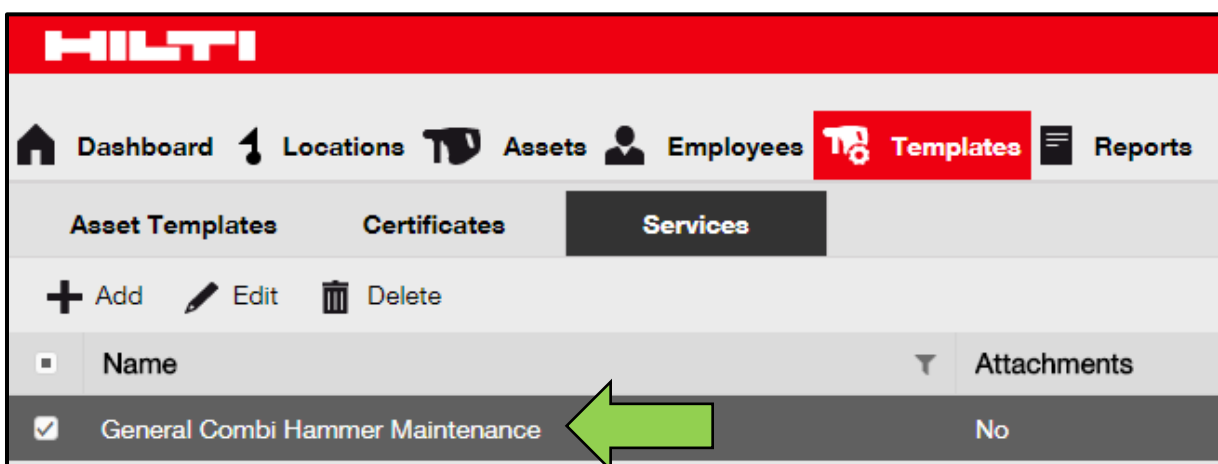 HILTI
Dashboard Locations Assets Employees Templates Reports
Asset Templates Certificates Services
Add Edit Delete
Name Attachments
General Combi Hammer Maintenance No